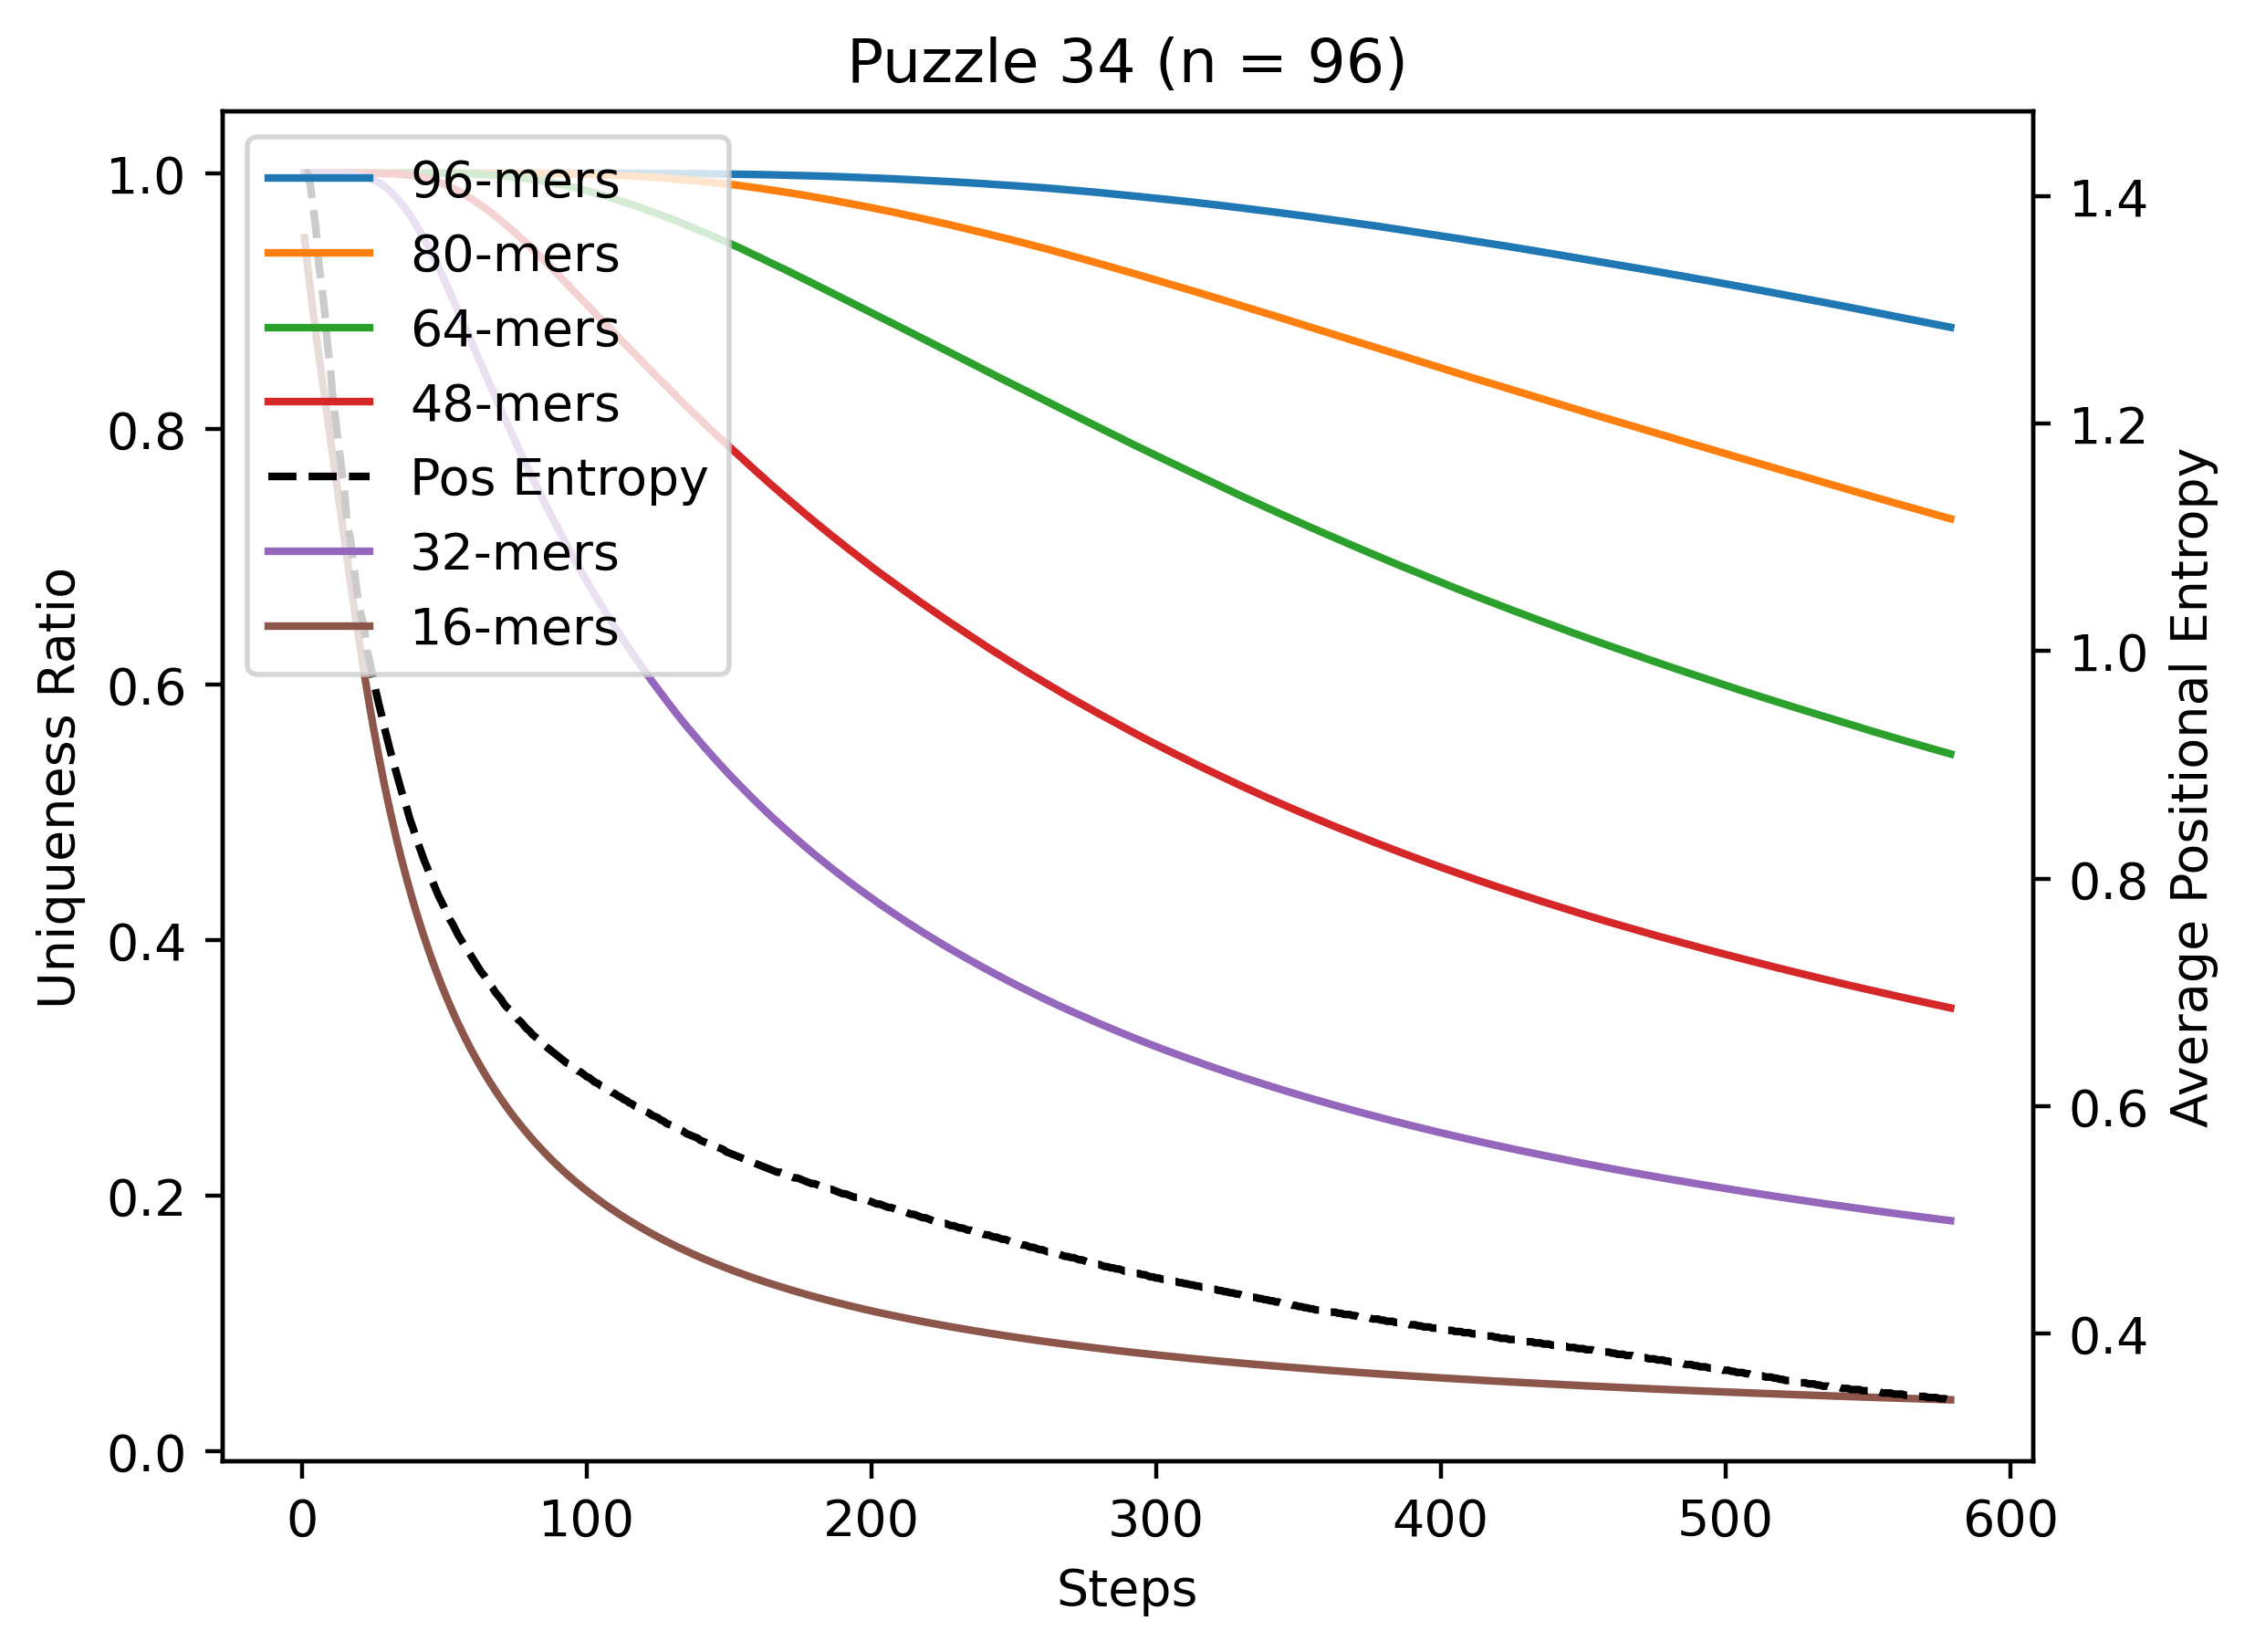 Puzzle 34 (n = 96)
96-mers
80-mers
64-mers
48-mers
Pos Entropy
32-mers
16-mers
Uniqueness Ratio
1.0
0.8
0.6
0.4
0.2
0.0
Average Positional Entropy
1.4
1.2
1.0
0.8
0.6
0.4
0 100 200 300 400 500 600
Steps